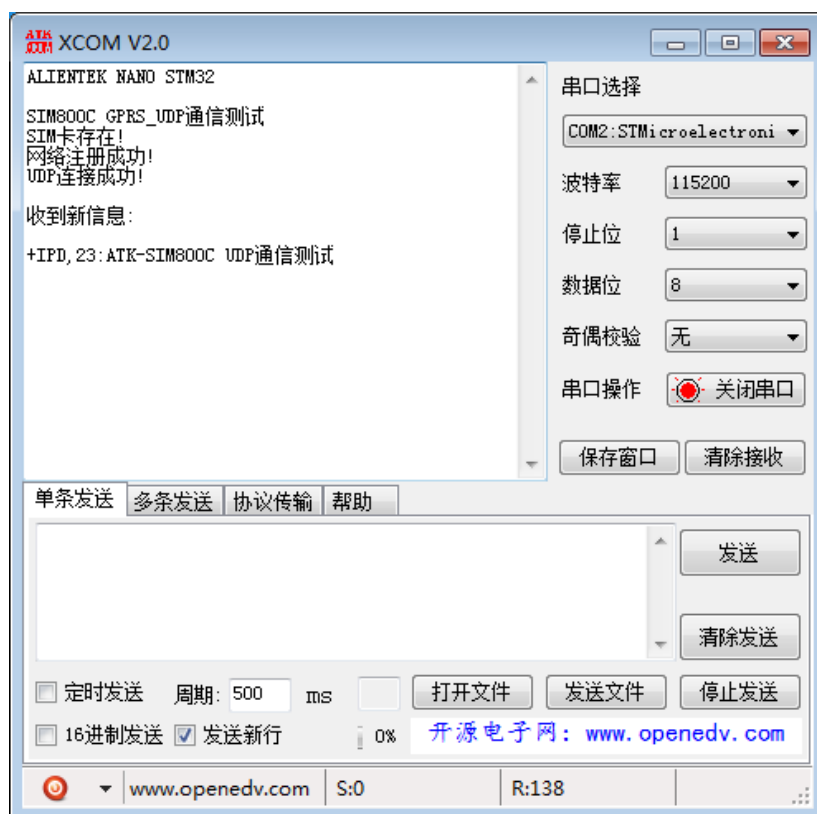 ATK XCOM XCOM V2.0
ALIENTEK NANO STM32
SIM800C GPRS_UDP通信测试
SIM卡存在!
网络注册成功!
UDP连接成功!
收到新信息:
+IPD,23:ATK-SIM800C UDP通信测试
串口选择
COM2:STMicroelectroni
波特率 115200
停止位 1
数据位 8
奇偶校验 无
串口操作 关闭串口
保存窗口 清除接收
单条发送 多条发送 协议传输 帮助
发送
清除发送
定时发送 周期: 500 ms 打开文件 发送文件 停止发送
16进制发送 发送新行 0% 开源电子网: www.openedv.com
www.openedv.com S:0 R:138